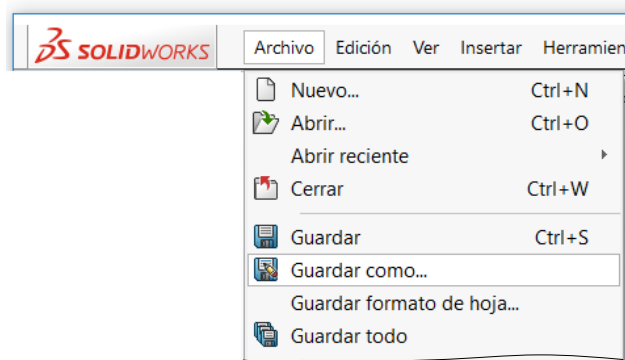 SOLIDWORKS Archivo Edición Ver Insertar Herramien
Nuevo... Ctrl+N
Abrir... Ctrl+O
Abrir reciente
Cerrar Ctrl+W
Guardar Ctrl+S
Guardar como...
Guardar formato de hoja...
Guardar todo